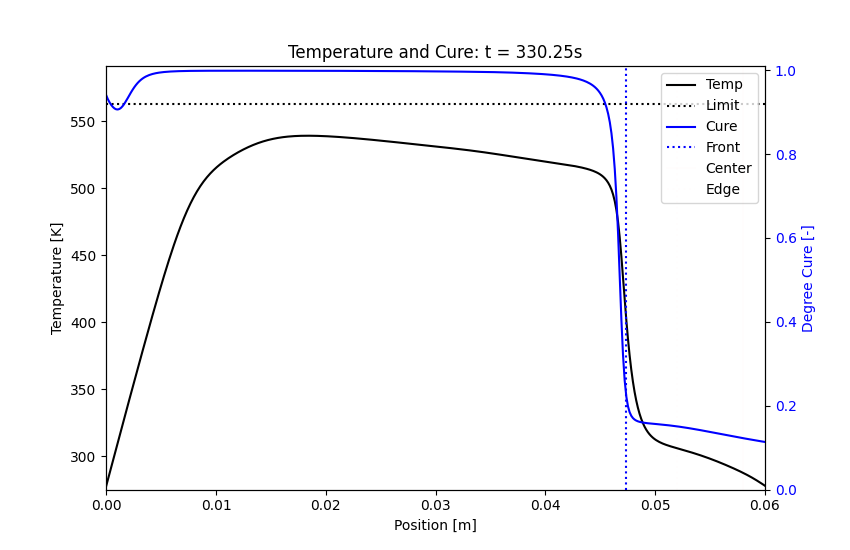 Temperature and Cure: t = 330.25s
Temp
Limit
Cure
Front
Center
Edge
550
500
450
400
350
300
Temperature [K]
1.0
0.8
0.6
0.4
0.2
0.0
Degree Cure [-]
0.00 0.01 0.02 0.03 0.04 0.05 0.06
Position [m]